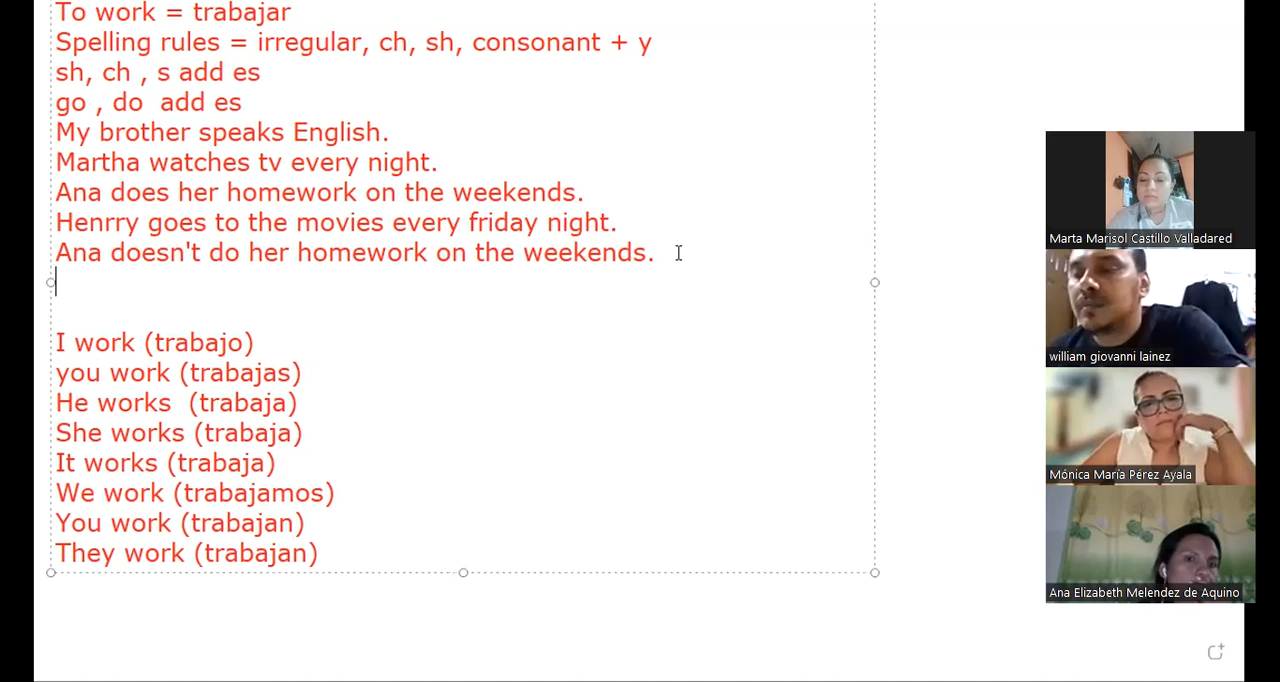 To work = trabajar
Spelling rules = irregular, ch, sh, consonant + y
sh, ch , s add es
go , do  add es
My brother speaks English.
Martha watches tv every night.
Ana does her homework on the weekends.
Henrry goes to the movies every friday night.
Ana doesn't do her homework on the weekends.
I work (trabajo)
you work (trabajas)
He works  (trabaja)
She works (trabaja)
It works (trabaja)
We work (trabajamos)
You work (trabajan)
They work (trabajan)
Marta Marisol Castillo Valladared
william giovanni lainez
Mónica María Pérez Ayala
Ana Elizabeth Melendez de Aquino